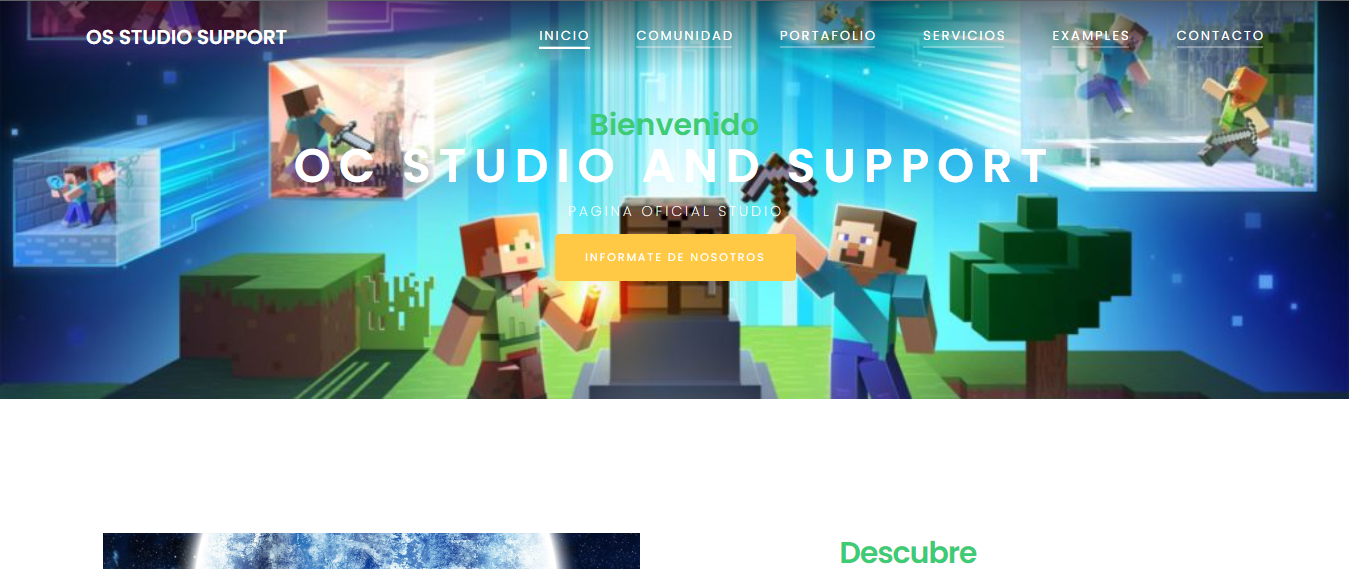 OS STUDIO SUPPORT
INICIO COMUNIDAD PORTAFOLIO SERVICIOS EXAMPLES CONTACTO
Bienvenido
OC STUDIO AND SUPPORT
PAGINA OFICIAL STUDIO
INFORMATE DE NOSOTROS
Descubre